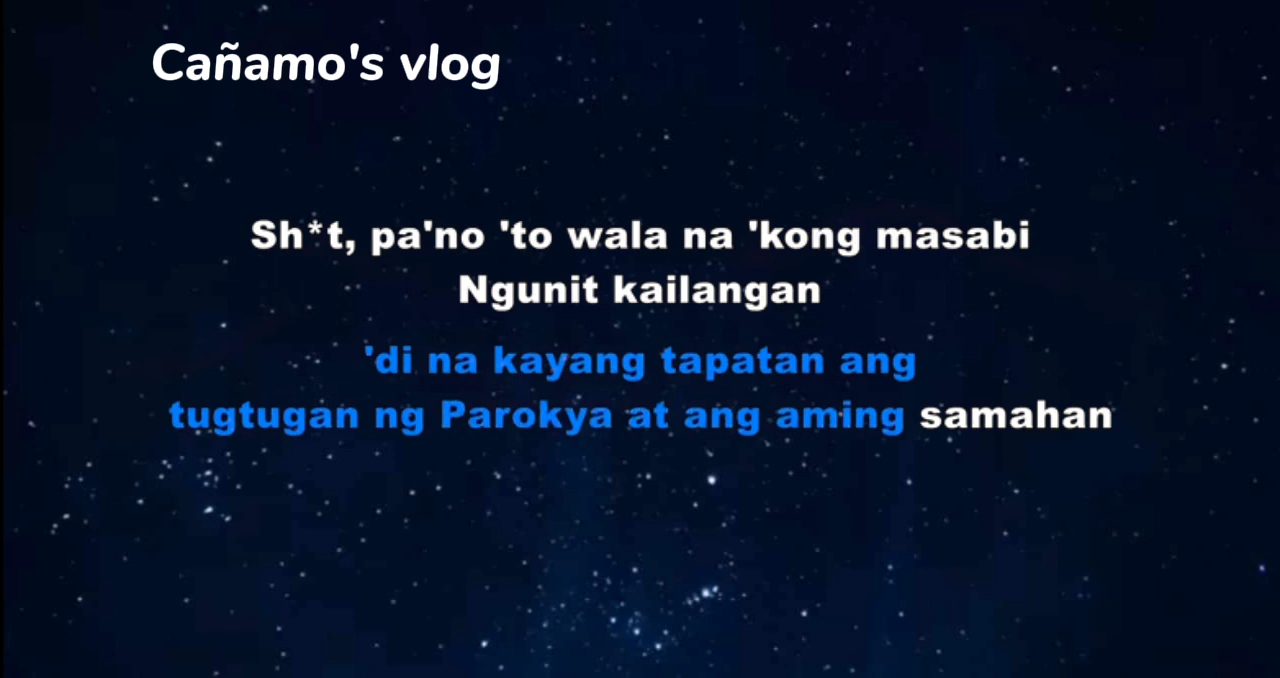 Cañamo's vlog
Sh*t, pa'no 'to wala na 'kong masabi
Ngunit kailangan
'di na kayang tapatan ang
tugtugan ng Parokya at ang aming samahan